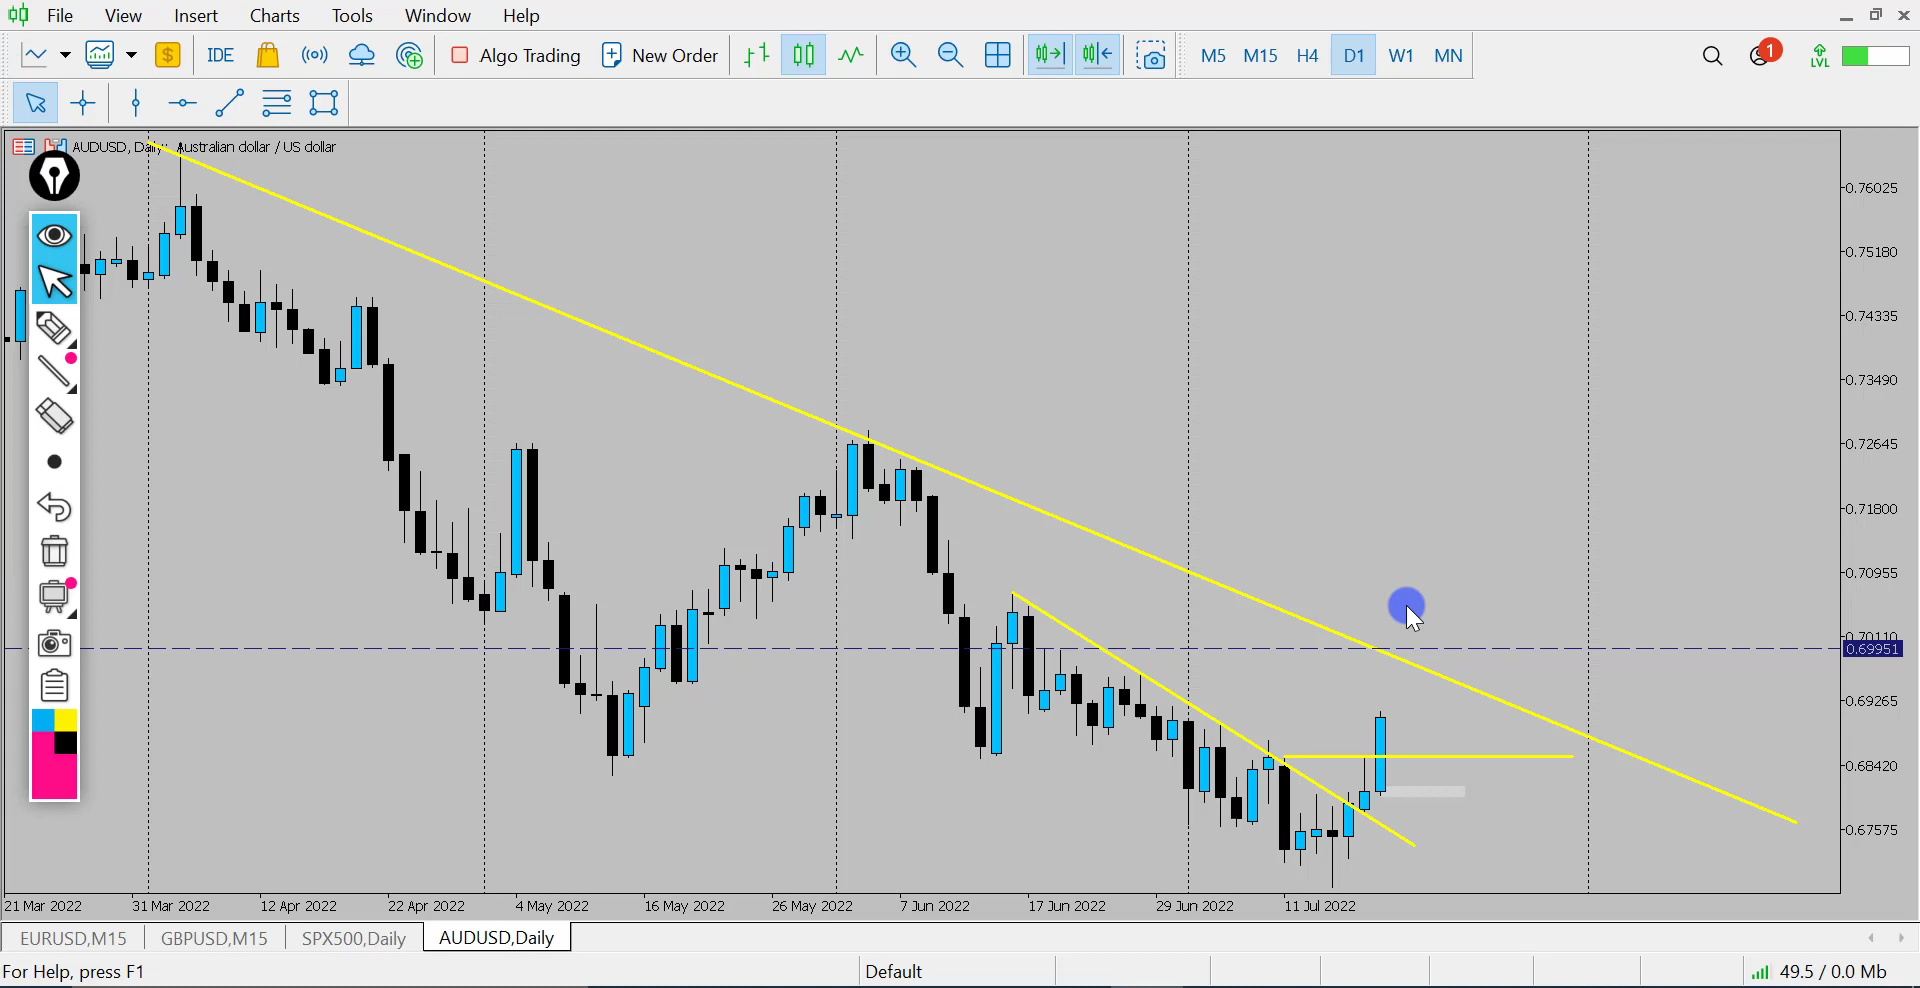 File View Insert Charts Tools Window Help
IDE Algo Trading New Order M5 M15 H4 D1 W1 MN 1 LVL
AUDUSD, Daily: Australian dollar / US dollar
0.76025
0.75180
0.74335
0.73490
0.72645
0.71800
0.70955
0.70110
0.69951
0.69265
0.68420
0.67575
21 Mar 2022 31 Mar 2022 12 Apr 2022 22 Apr 2022 4 May 2022 16 May 2022 26 May 2022 7 Jun 2022 17 Jun 2022 29 Jun 2022 11 Jul 2022
EURUSD,M15 GBPUSD,M15 SPX500,Daily AUDUSD,Daily
For Help, press F1 Default 49.5 / 0.0 Mb